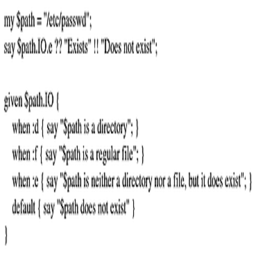 my $path = "/etc/passwd";
say $path.IO.e ?? "Exists" !! "Does not exist";
given $path.IO {
when :d { say "$path is a directory"; }
when :f { say "$path is a regular file"; }
when :e { say "$path is neither a directory nor a file, but it does exist"; }
default { say "$path does not exist" }
}